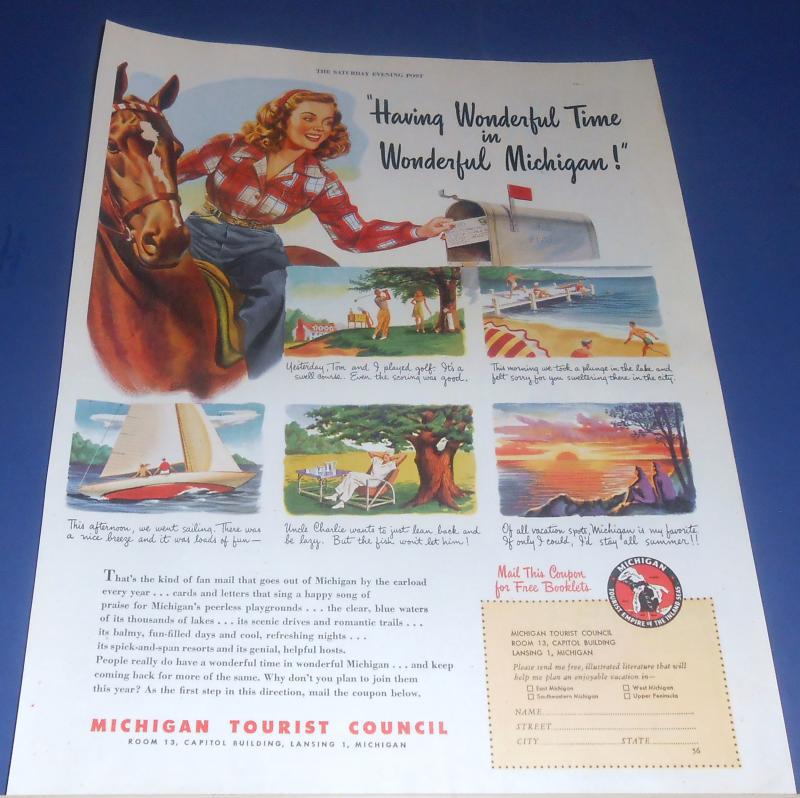 THE SATURDAY EVENING POST
"Having Wonderful Time
in
Wonderful Michigan!"
Yesterday, Tom and I played golf. It's a
swell course. Even the scoring was good.
This morning we took a plunge in the lake and
felt sorry for you sweltering there in the city.
This afternoon, we went sailing. There was
a nice breeze and it was loads of fun—
Uncle Charlie wants to just lean back and
be lazy. But the fish won't let him!
Of all vacation spots, Michigan is my favorite
If only I could, I'd stay all summer!!
That's the kind of fan mail that goes out of Michigan by the carload
every year . . . cards and letters that sing a happy song of
praise for Michigan's peerless playgrounds . . . the clear, blue waters
of its thousands of lakes . . . its scenic drives and romantic trails . . .
its balmy, fun-filled days and cool, refreshing nights . . .
its spick-and-span resorts and its genial, helpful hosts.
People really do have a wonderful time in wonderful Michigan . . . and keep
coming back for more of the same. Why don't you plan to join them
this year? As the first step in this direction, mail the coupon below.
MICHIGAN TOURIST COUNCIL
ROOM 13, CAPITOL BUILDING, LANSING 1, MICHIGAN
Mail This Coupon
for Free Booklets.
MICHIGAN
TOURIST EMPIRE OF THE INLAND SEAS
MICHIGAN TOURIST COUNCIL
ROOM 13, CAPITOL BUILDING
LANSING 1, MICHIGAN
Please send me free, illustrated literature that will
help me plan an enjoyable vacation in—
East Michigan West Michigan
Southeastern Michigan Upper Peninsula
NAME
STREET
CITY STATE
56